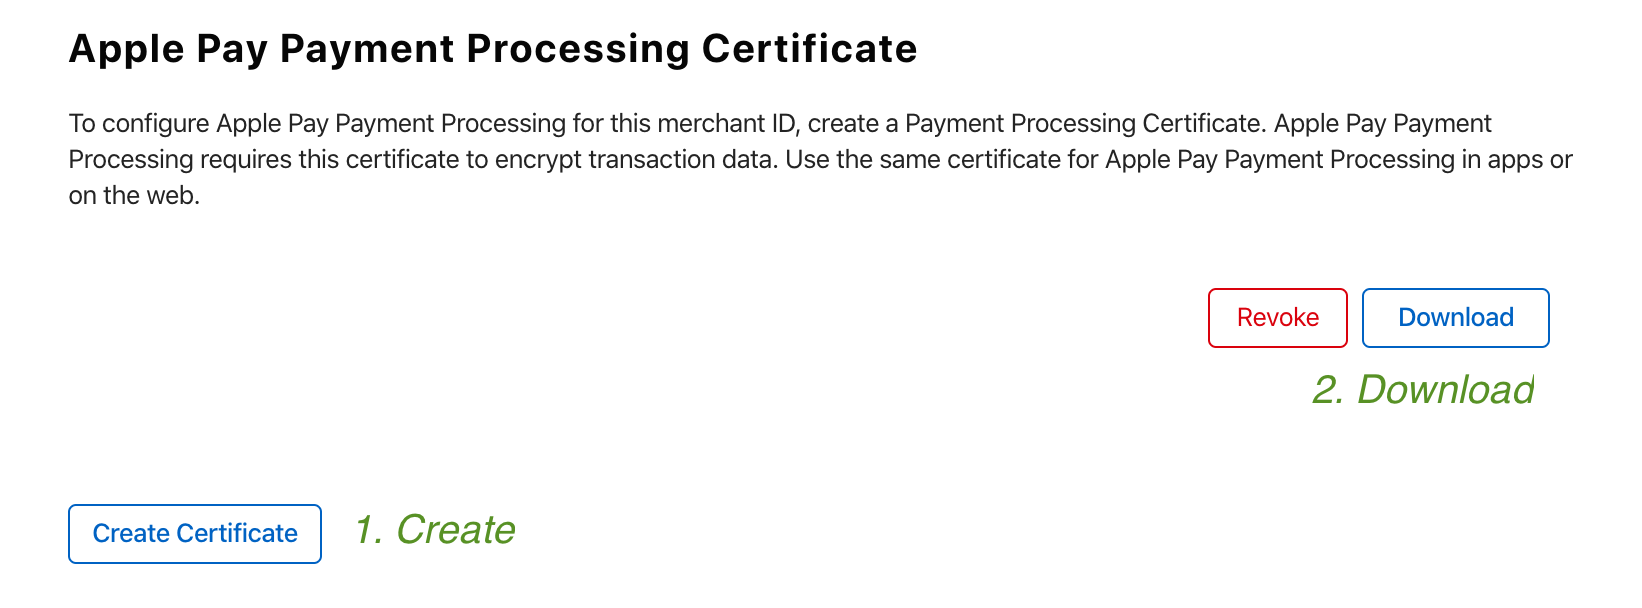 Apple Pay Payment Processing Certificate
To configure Apple Pay Payment Processing for this merchant ID, create a Payment Processing Certificate. Apple Pay Payment
Processing requires this certificate to encrypt transaction data. Use the same certificate for Apple Pay Payment Processing in apps or
on the web.
Revoke Download
2. Download
Create Certificate 1. Create